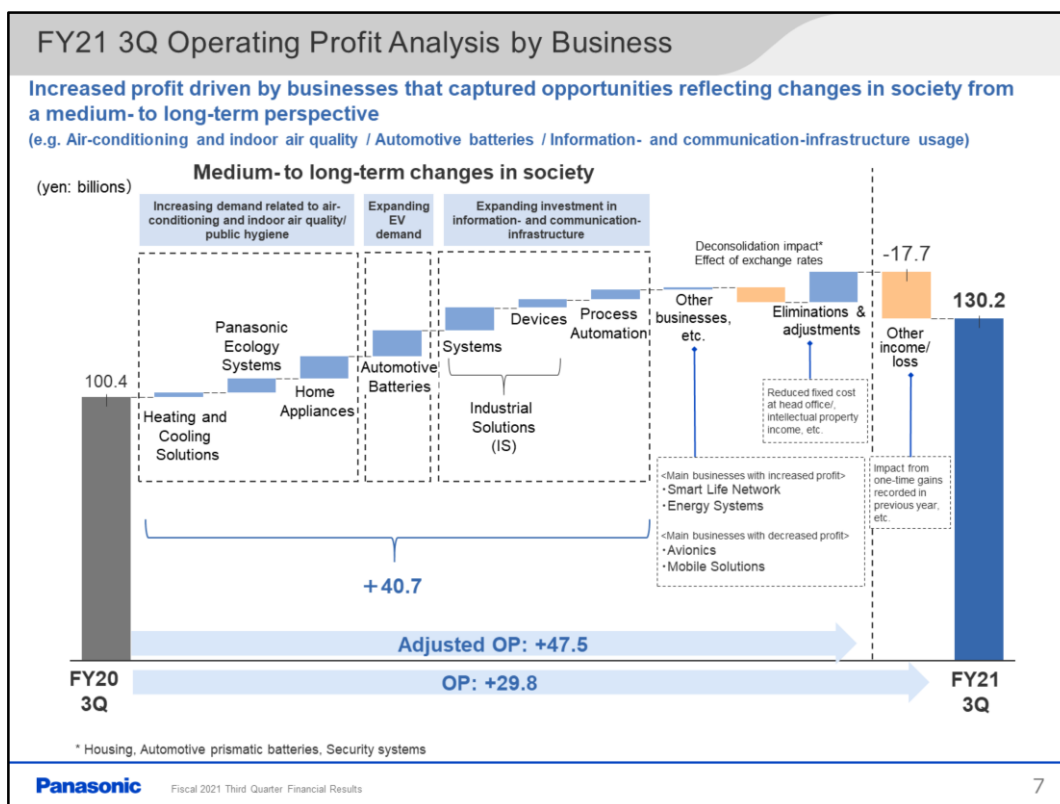 FY21 3Q Operating Profit Analysis by Business
Increased profit driven by businesses that captured opportunities reflecting changes in society from
a medium- to long-term perspective
(e.g. Air-conditioning and indoor air quality / Automotive batteries / Information- and communication-infrastructure usage)
(yen: billions)
Medium- to long-term changes in society
Increasing demand related to air-
conditioning and indoor air quality/
public hygiene
Expanding
EV
demand
Expanding investment in
information- and communication-
infrastructure
100.4
Heating and
Cooling
Solutions
Panasonic
Ecology
Systems
Home
Appliances
Automotive
Batteries
Systems
Devices
Industrial
Solutions
(IS)
Process
Automation
Other
businesses,
etc.
Deconsolidation impact*
Effect of exchange rates
Eliminations &
adjustments
-17.7
Other
income/
loss
130.2
Reduced fixed cost
at head office/,
intellectual property
income, etc.
<Main businesses with increased profit>
・Smart Life Network
・Energy Systems
<Main businesses with decreased profit>
・Avionics
・Mobile Solutions
Impact from
one-time gains
recorded in
previous year,
etc.
+40.7
Adjusted OP: +47.5
OP: +29.8
FY20
3Q
FY21
3Q
* Housing, Automotive prismatic batteries, Security systems
Panasonic
Fiscal 2021 Third Quarter Financial Results
7